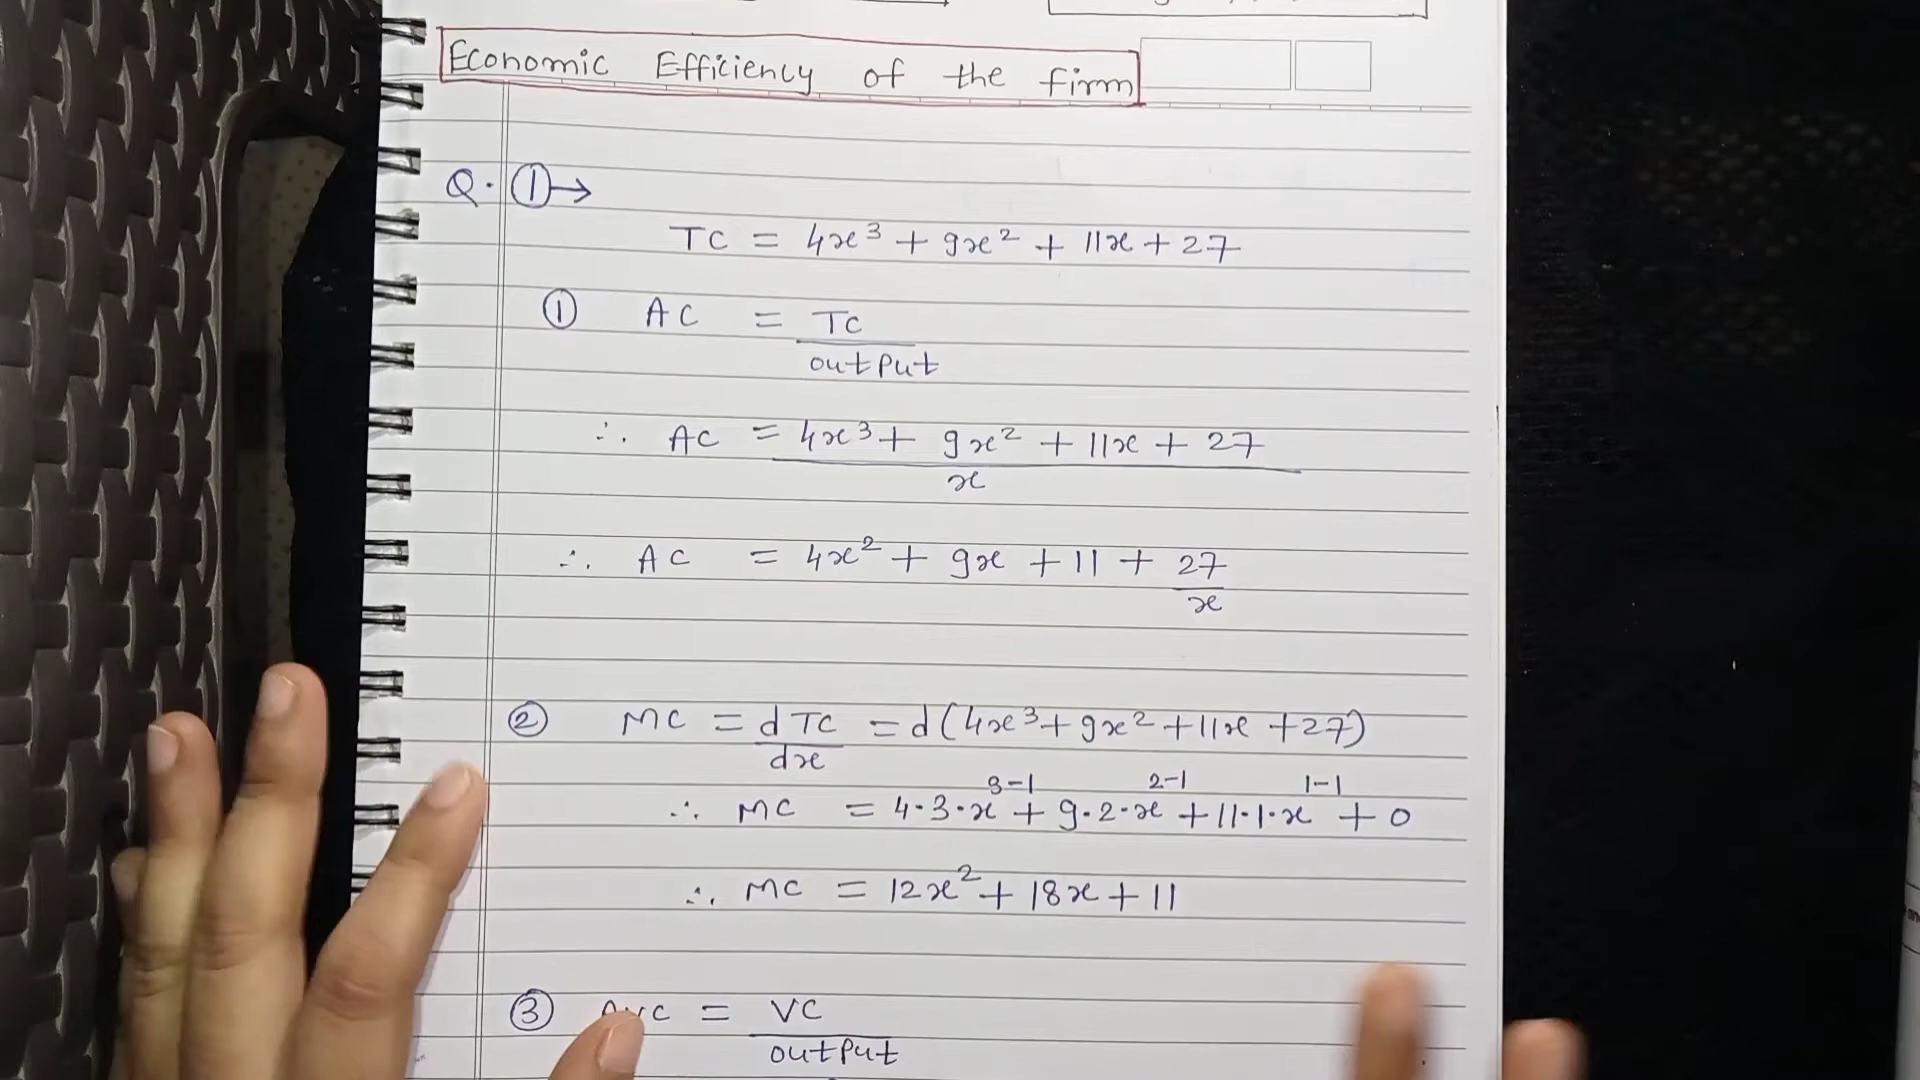 Economic Efficiency of the firm
Q. ① →
TC = 4x³ + 9x² + 11x + 27
① AC = TC
output
∴ AC = 4x³ + 9x² + 11x + 27
x
∴ AC = 4x² + 9x + 11 + 27
x
② MC = d TC = d(4x³ + 9x² + 11x + 27)
dx
3-1 2-1 1-1
∴ MC = 4·3·x + 9·2·x + 11·1·x + 0
∴ MC = 12x² + 18x + 11
③ AVC = VC
output